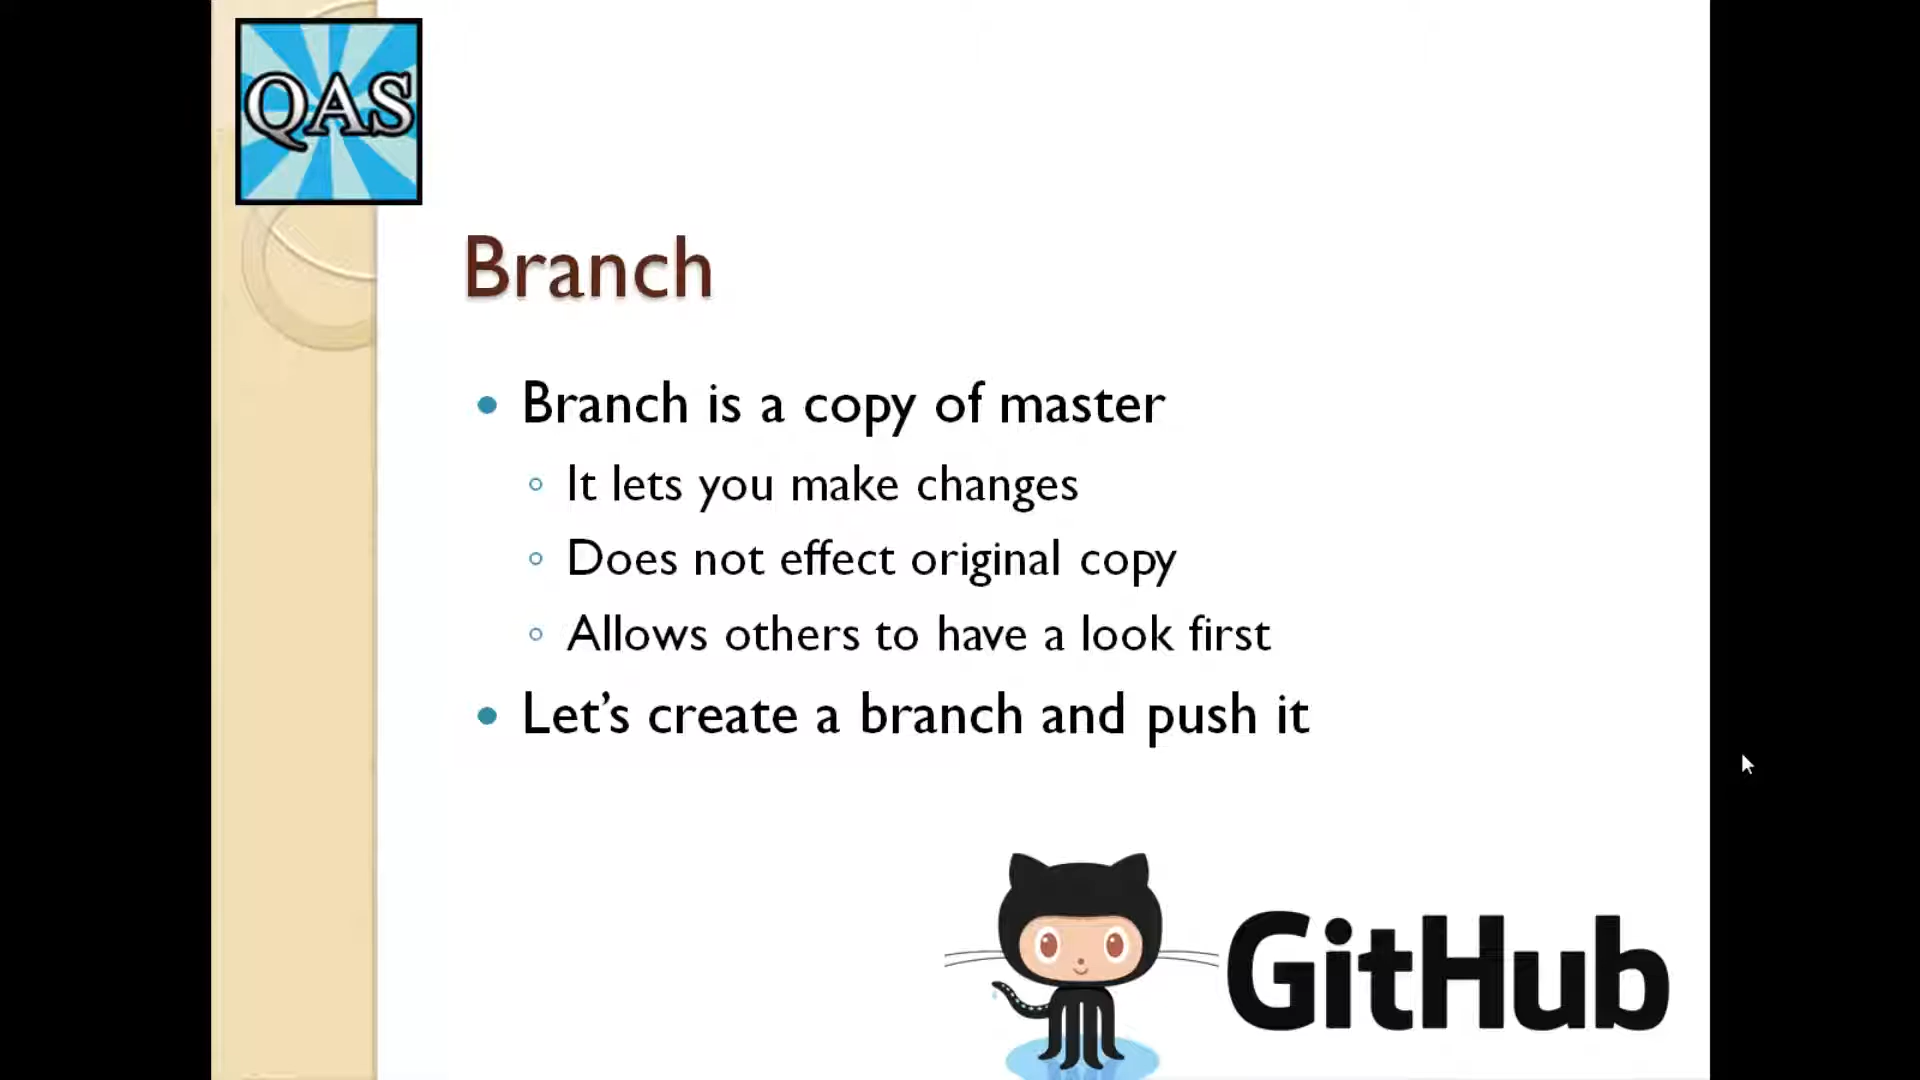 QAS
Branch
Branch is a copy of master
It lets you make changes
Does not effect original copy
Allows others to have a look first
Let’s create a branch and push it
GitHub